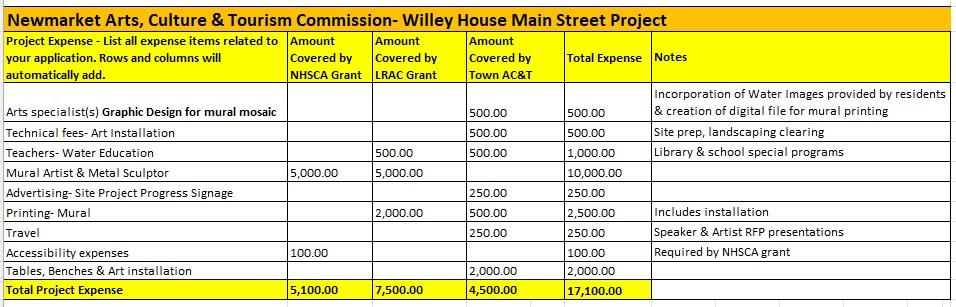 Newmarket Arts, Culture & Tourism Commission- Willey House Main Street Project
Project Expense - List all expense items related to your application. Rows and columns will automatically add. Amount Covered by NHSCA Grant Amount Covered by LRAC Grant Amount Covered by Town AC&T Total Expense Notes
Arts specialist(s) Graphic Design for mural mosaic 500.00 500.00 Incorporation of Water Images provided by residents & creation of digital file for mural printing
Technical fees- Art Installation 500.00 500.00 Site prep, landscaping clearing
Teachers- Water Education 500.00 500.00 1,000.00 Library & school special programs
Mural Artist & Metal Sculptor 5,000.00 5,000.00 10,000.00
Advertising- Site Project Progress Signage 250.00 250.00
Printing- Mural 2,000.00 500.00 2,500.00 Includes installation
Travel 250.00 250.00 Speaker & Artist RFP presentations
Accessibility expenses 100.00 100.00 Required by NHSCA grant
Tables, Benches & Art installation 2,000.00 2,000.00
Total Project Expense 5,100.00 7,500.00 4,500.00 17,100.00